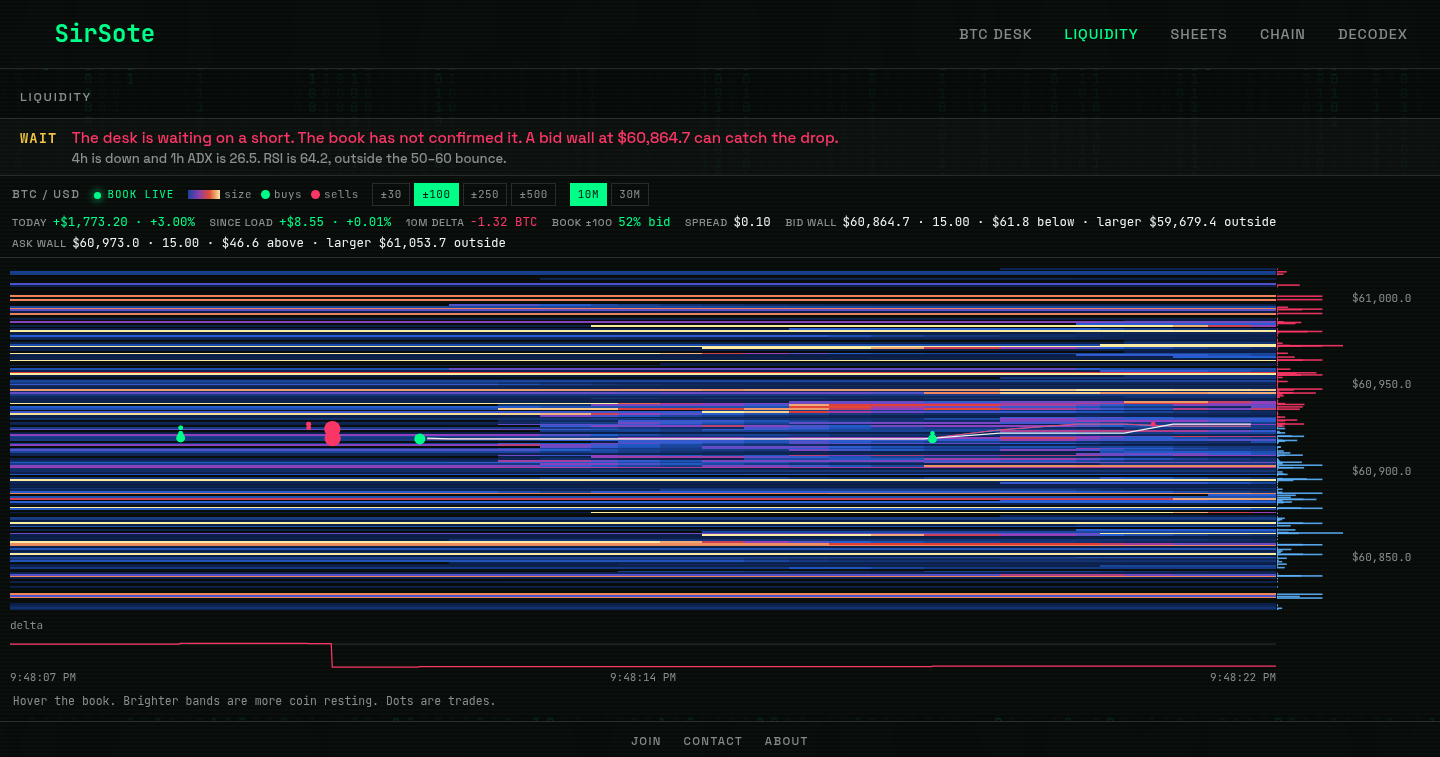 SirSote
BTC DESK LIQUIDITY SHEETS CHAIN DECODEX
LIQUIDITY
WAIT The desk is waiting on a short. The book has not confirmed it. A bid wall at $60,864.7 can catch the drop.
4h is down and 1h ADX is 26.5. RSI is 64.2, outside the 50–60 bounce.
BTC / USD BOOK LIVE size buys sells ±30 ±100 ±250 ±500 10M 30M
TODAY +$1,773.20 · +3.00% SINCE LOAD +$8.55 · +0.01% 10M DELTA -1.32 BTC BOOK ±100 52% bid SPREAD $0.10 BID WALL $60,864.7 · 15.00 · $61.8 below · larger $59,679.4 outside
ASK WALL $60,973.0 · 15.00 · $46.6 above · larger $61,053.7 outside
$61,000.0
$60,950.0
$60,900.0
$60,850.0
delta
9:48:07 PM 9:48:14 PM 9:48:22 PM
Hover the book. Brighter bands are more coin resting. Dots are trades.
JOIN CONTACT ABOUT